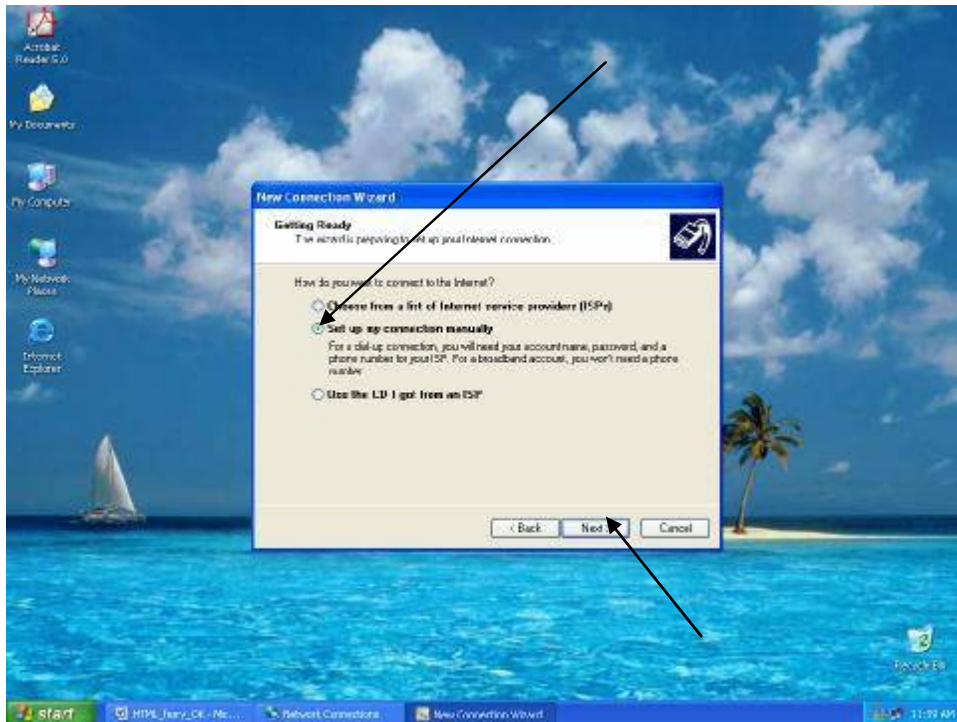 Acrobat
Reader 5.0
My Documents
My Computer
My Network
Places
Internet
Explorer
New Connection Wizard
Getting Ready
The wizard is preparing to set up your Internet connection.
How do you want to connect to the Internet?
Choose from a list of Internet service providers (ISPs)
Set up my connection manually
For a dial-up connection, you will need your account name, password, and a
phone number for your ISP. For a broadband account, you won't need a phone
number.
Use the CD I got from an ISP
< Back
Next >
Cancel
Recycle Bin
start
Network Connections
New Connection Wizard
11:59 AM